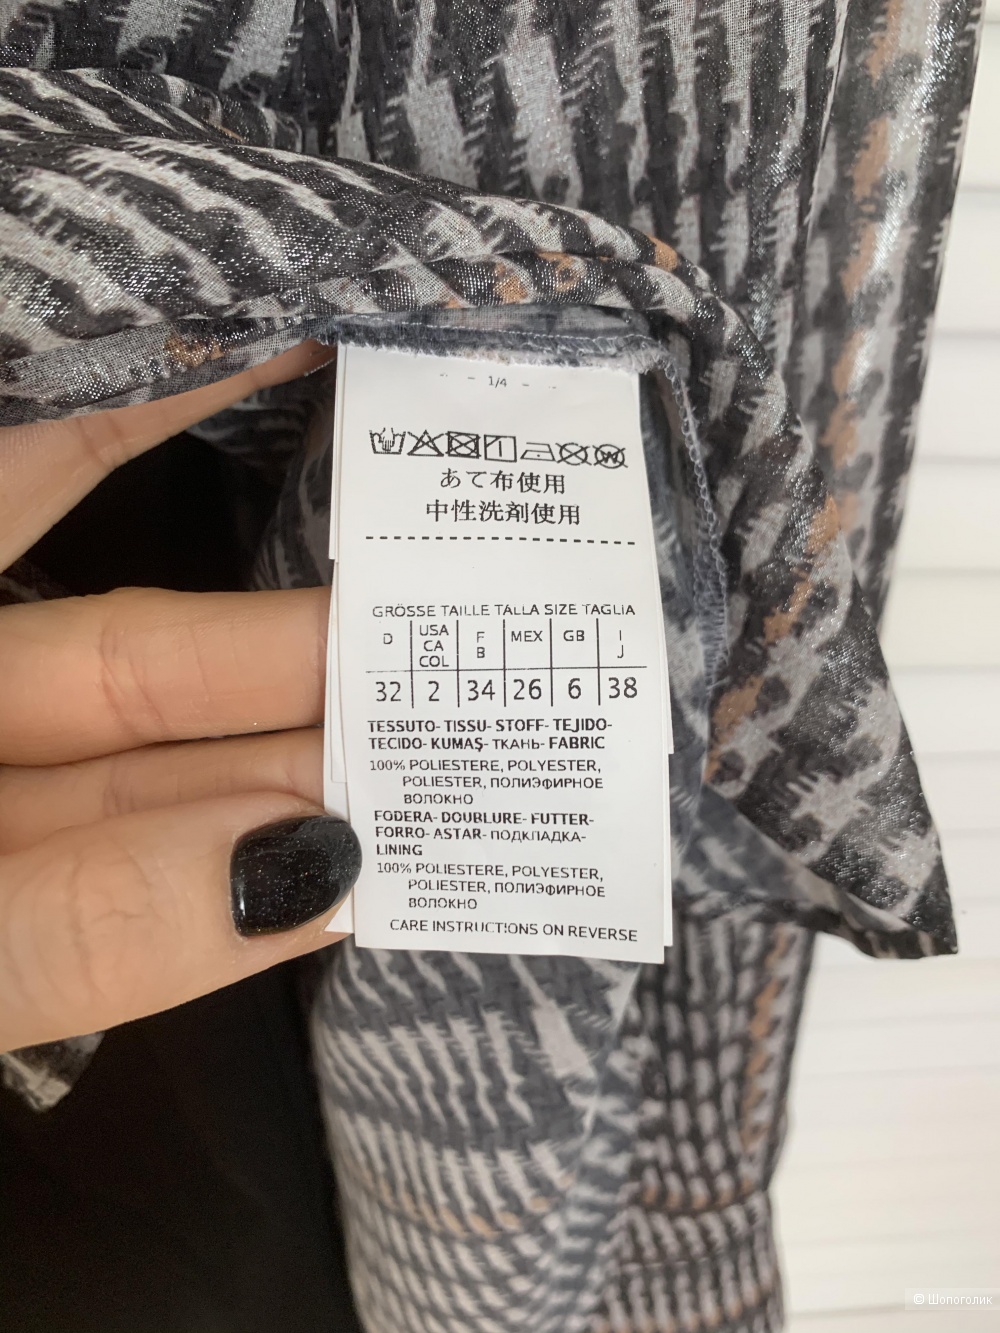 1/4
あて布使用
中性洗剤使用
GRÖSSE TAILLE TALLA SIZE TAGLIA
D USA CA COL F B MEX GB I J
32 2 34 26 6 38
TESSUTO- TISSU- STOFF- TEJIDO-
TECIDO- KUMAŞ- ТКАНЬ- FABRIC
100% POLIESTERE, POLYESTER,
POLIESTER, ПОЛИЭФИРНОЕ
ВОЛОКНО
FODERA- DOUBLURE- FUTTER-
FORRO- ASTAR- ПОДКЛАДКА-
LINING
100% POLIESTERE, POLYESTER,
POLIESTER, ПОЛИЭФИРНОЕ
ВОЛОКНО
CARE INSTRUCTIONS ON REVERSE
© Шопоголик